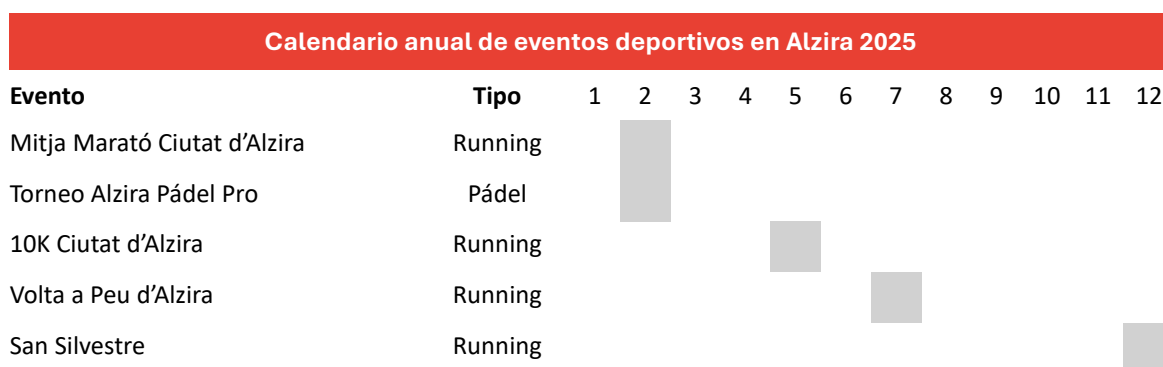 Calendario anual de eventos deportivos en Alzira 2025
Evento Tipo 1 2 3 4 5 6 7 8 9 10 11 12
Mitja Marató Ciutat d’Alzira Running
Torneo Alzira Pádel Pro Pádel
10K Ciutat d’Alzira Running
Volta a Peu d’Alzira Running
San Silvestre Running